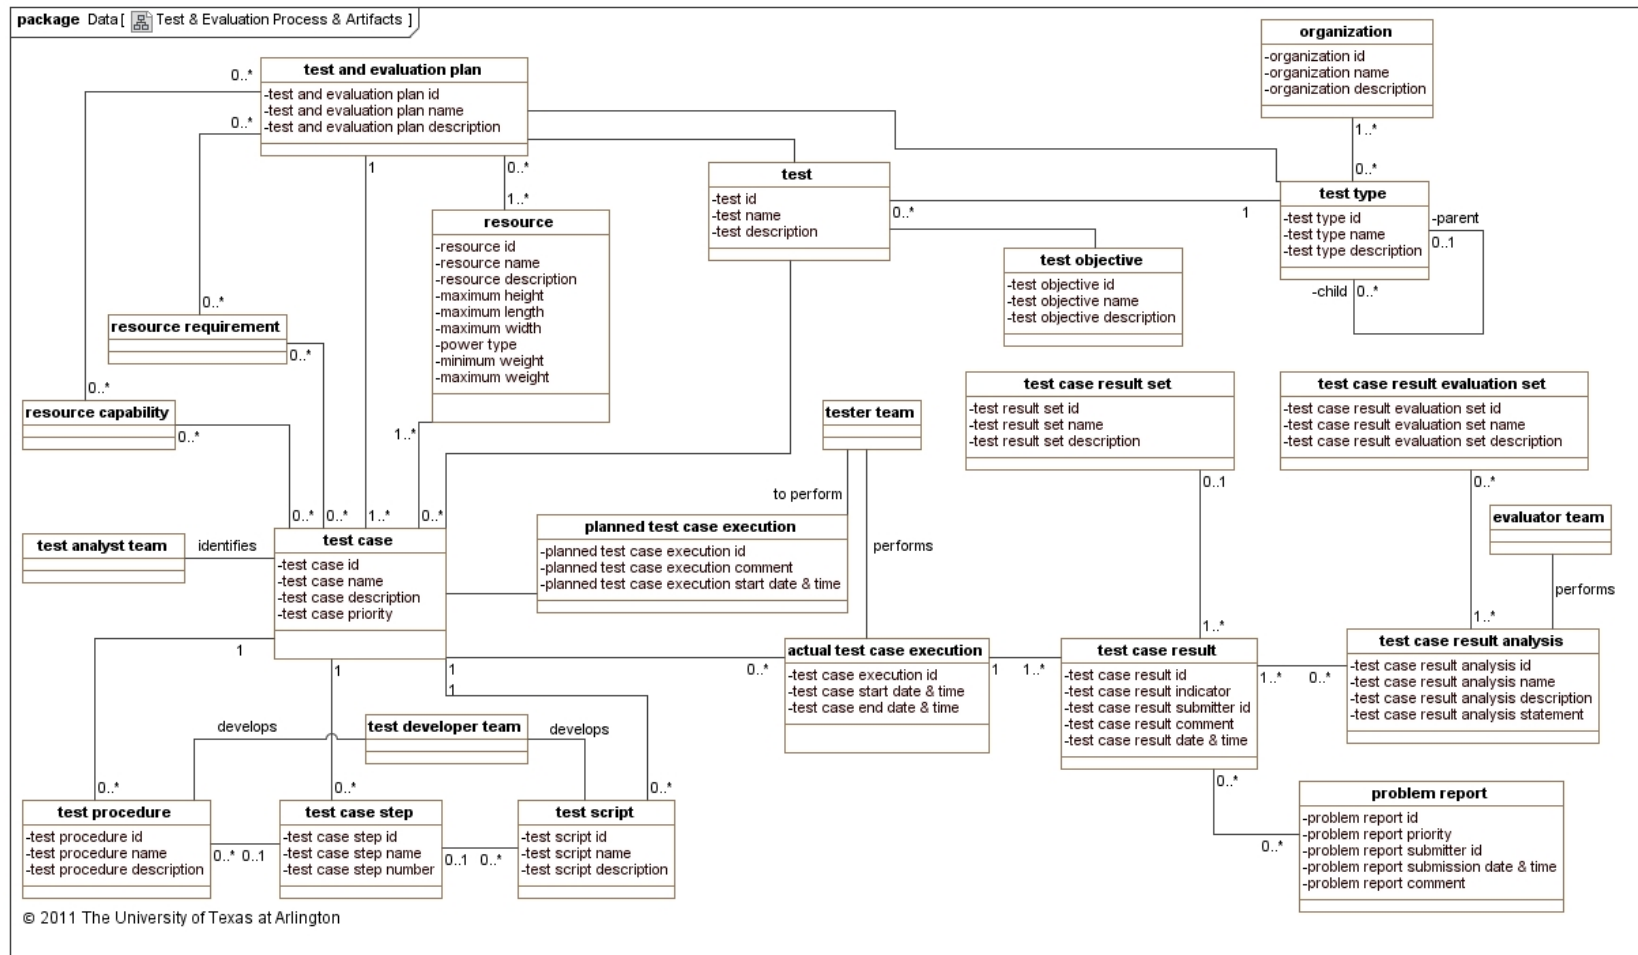 package Data [ Test & Evaluation Process & Artifacts ]
organization
-organization id
-organization name
-organization description
1..*
0..*
test and evaluation plan
-test and evaluation plan id
-test and evaluation plan name
-test and evaluation plan description
0..*
0..*
1
0..*
1..*
test
-test id
-test name
-test description
0..*
1
test type
-test type id
-test type name
-test type description
-parent
0..1
-child
0..*
resource
-resource id
-resource name
-resource description
-maximum height
-maximum length
-maximum width
-power type
-minimum weight
-maximum weight
1..*
test objective
-test objective id
-test objective name
-test objective description
0..*
resource requirement
0..*
0..*
resource capability
0..*
tester team
test case result set
-test result set id
-test result set name
-test result set description
0..1
test case result evaluation set
-test case result evaluation set id
-test case result evaluation set name
-test case result evaluation set description
0..*
to perform
performs
evaluator team
performs
0..*
0..*
1..*
0..*
test analyst team
identifies
test case
-test case id
-test case name
-test case description
-test case priority
planned test case execution
-planned test case execution id
-planned test case execution comment
-planned test case execution start date & time
1
1
1
1
0..*
actual test case execution
-test case execution id
-test case start date & time
-test case end date & time
1
1..*
1..*
test case result
-test case result id
-test case result indicator
-test case result submitter id
-test case result comment
-test case result date & time
1..*
0..*
1..*
test case result analysis
-test case result analysis id
-test case result analysis name
-test case result analysis description
-test case result analysis statement
develops
test developer team
develops
0..*
0..*
0..*
test procedure
-test procedure id
-test procedure name
-test procedure description
0..*
0..1
test case step
-test case step id
-test case step name
-test case step number
0..1
0..*
test script
-test script id
-test script name
-test script description
0..*
0..*
problem report
-problem report id
-problem report priority
-problem report submitter id
-problem report submission date & time
-problem report comment
© 2011 The University of Texas at Arlington